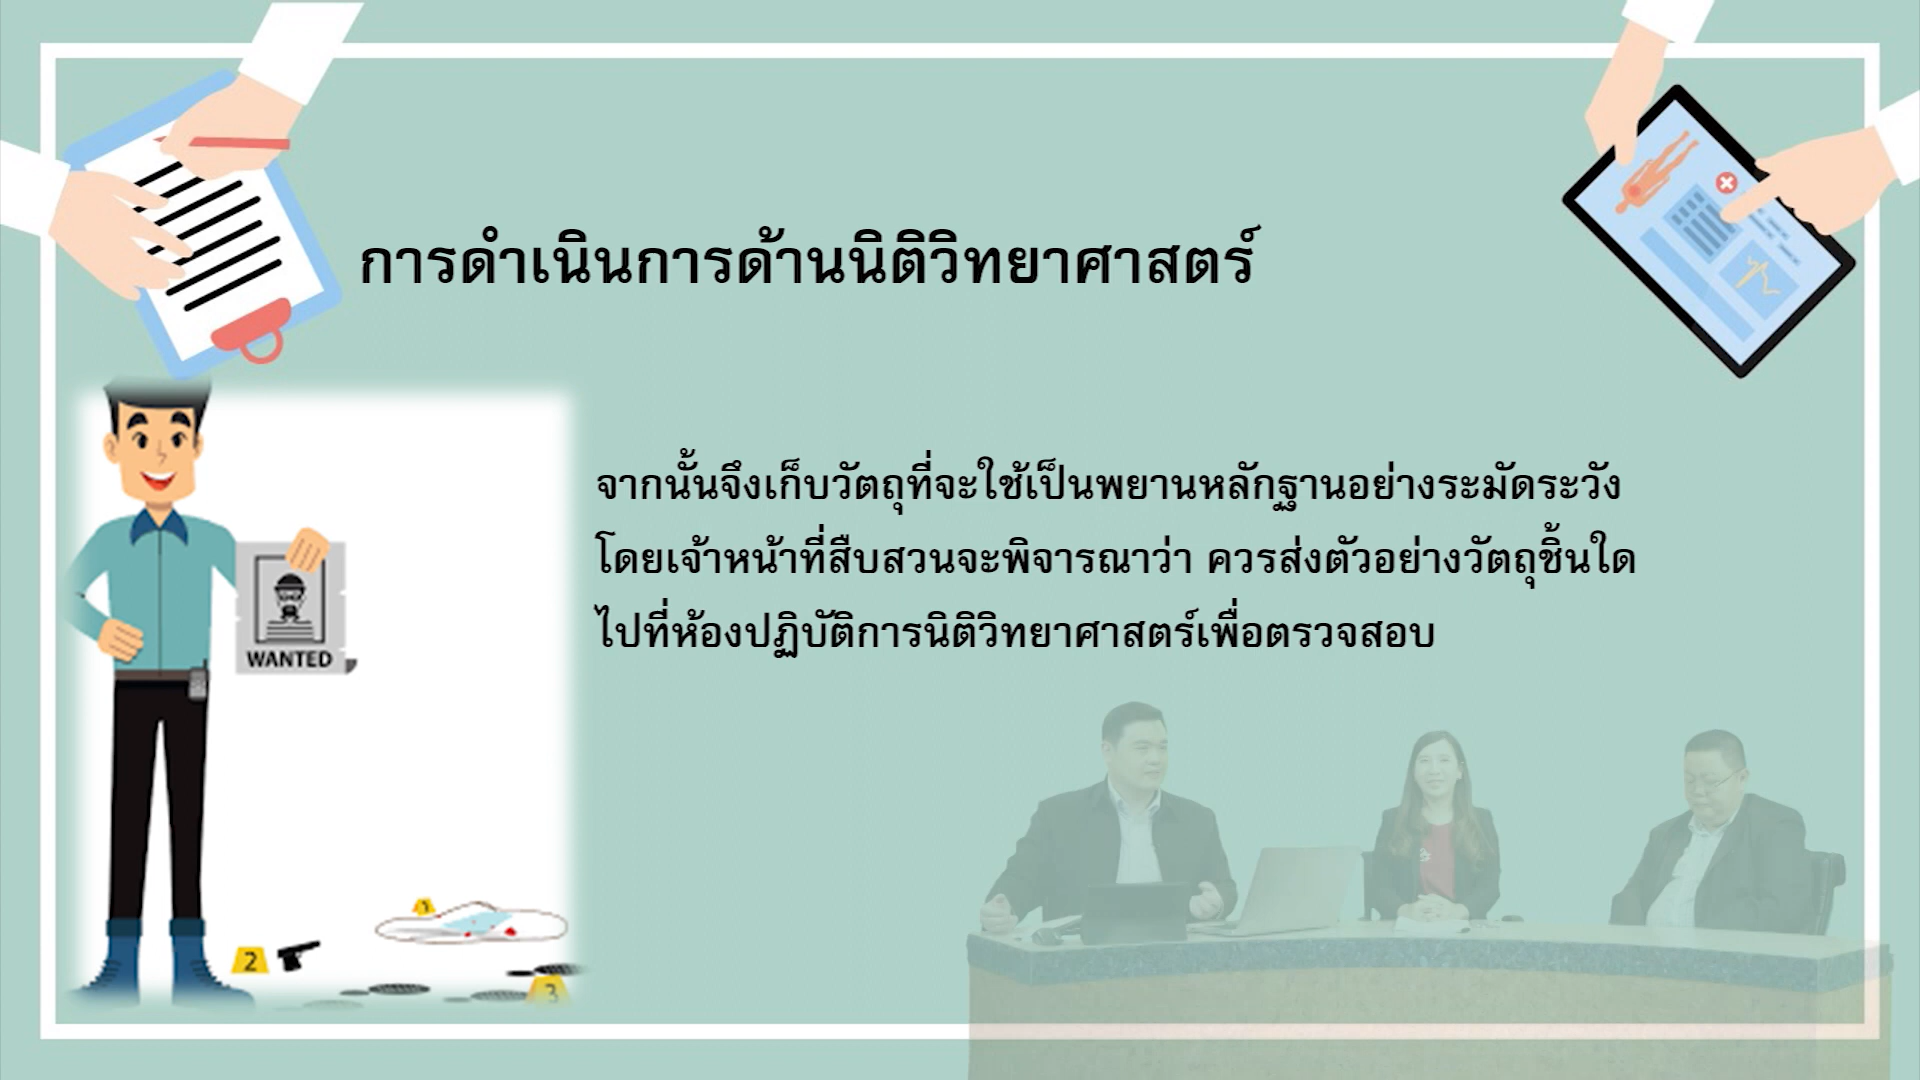 การดำเนินการด้านนิติวิทยาศาสตร์
จากนั้นจึงเก็บวัตถุที่จะใช้เป็นพยานหลักฐานอย่างระมัดระวัง
โดยเจ้าหน้าที่สืบสวนจะพิจารณาว่า ควรส่งตัวอย่างวัตถุชิ้นใด
ไปที่ห้องปฏิบัติการนิติวิทยาศาสตร์เพื่อตรวจสอบ
WANTED
1
2
3